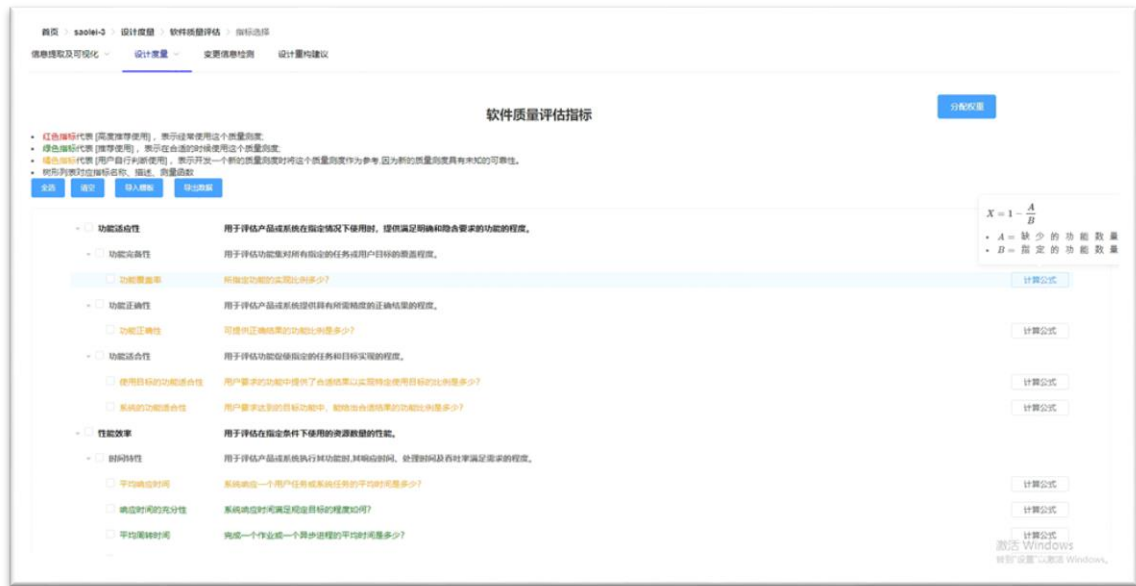 首页 > saolei-3 > 设计度量 > 软件质量评估 > 指标选择
信息提取及可视化 设计度量 变更信息检测 设计重构建议
软件质量评估指标
分配权重
• 红色指标代表 [高度推荐使用] ，表示经常使用这个质量刻度;
• 绿色指标代表 [推荐使用] ，表示在合适的时候使用这个质量刻度;
• 橘色指标代表 [用户自行判断使用] ，表示开发一个新的质量刻度时将这个质量刻度作为参考,因为新的质量刻度具有未知的可靠性。
• 树形列表对应指标名称、描述、测量函数
全选 清空 导入模板 导出数据
X = 1 − A/B
• A = 缺少的功能数量
• B = 指定的功能数量
功能适应性 用于评估产品或系统在指定情况下使用时，提供满足明确和隐含要求的功能的程度。
功能完备性 用于评估功能集对所有指定的任务或用户目标的覆盖程度。
功能覆盖率 所指定功能的实现比例多少? 计算公式
功能正确性 用于评估产品或系统提供具有所需精度的正确结果的程度。
功能正确性 可提供正确结果的功能比例是多少? 计算公式
功能适合性 用于评估功能促使指定的任务和目标实现的程度。
使用目标的功能适合性 用户要求的功能中提供了合适结果以实现特定使用目标的比例是多少? 计算公式
系统的功能适合性 用户要求达到的目标功能中，能给出合适结果的功能比例是多少? 计算公式
性能效率 用于评估在指定条件下使用的资源数量的性能。
时间特性 用于评估产品或系统执行其功能时,其响应时间、处理时间及吞吐率满足需求的程度。
平均响应时间 系统响应一个用户任务或系统任务的平均时间是多少? 计算公式
响应时间的充分性 系统响应时间满足规定目标的程度如何? 计算公式
平均周转时间 完成一个作业或一个异步进程的平均时间是多少? 计算公式
激活 Windows
转到"设置"以激活 Windows。